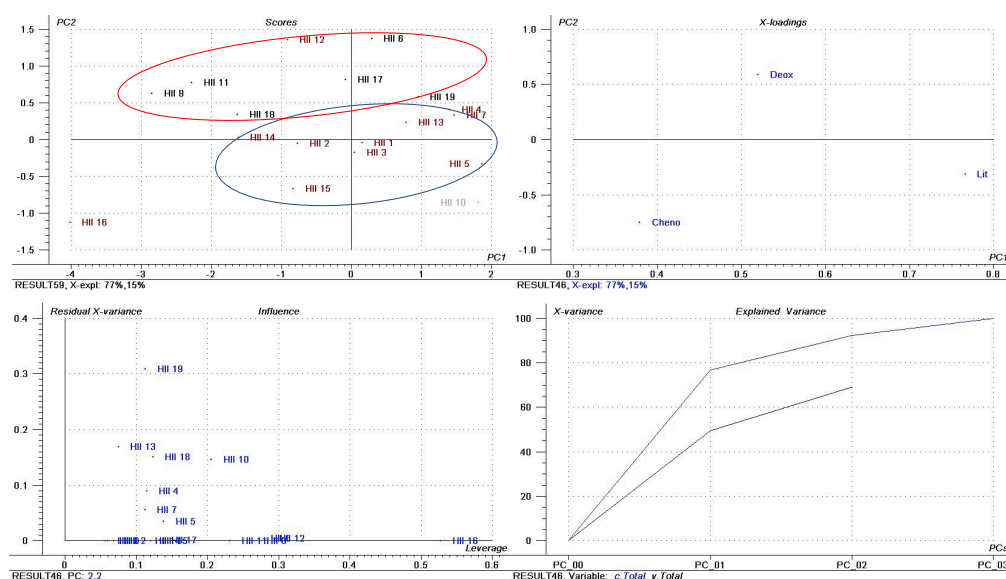 PC2 Scores
1.5
1.0
0.5
0
-0.5
-1.0
-1.5
HII 12
HII 6
HII 11
HII 17
HII 8
HII 19
HII 18
HII 4
HII 7
HII 13
HII 14
HII 2
HII 1
HII 3
HII 5
HII 15
HII 10
HII 16
PC1
-4 -3 -2 -1 0 1 2
RESULT59, X-expl: 77%,15%
PC2 X-loadings
1.0
0.5
0
-0.5
-1.0
Deox
Lit
Cheno
PC1
0.3 0.4 0.5 0.6 0.7 0.8
RESULT46, X-expl: 77%,15%
Residual X-variance Influence
0.4
0.3
0.2
0.1
0
HII 19
HII 13
HII 18
HII 10
HII 4
HII 7
HII 5
HII 11
12
HII 16
Leverage
0 0.1 0.2 0.3 0.4 0.5 0.6
RESULT46, PC: 2,2
X-variance Explained Variance
100
80
60
40
20
0
PCs
PC_00 PC_01 PC_02 PC_03
RESULT46, Variable: c.Total v.Total